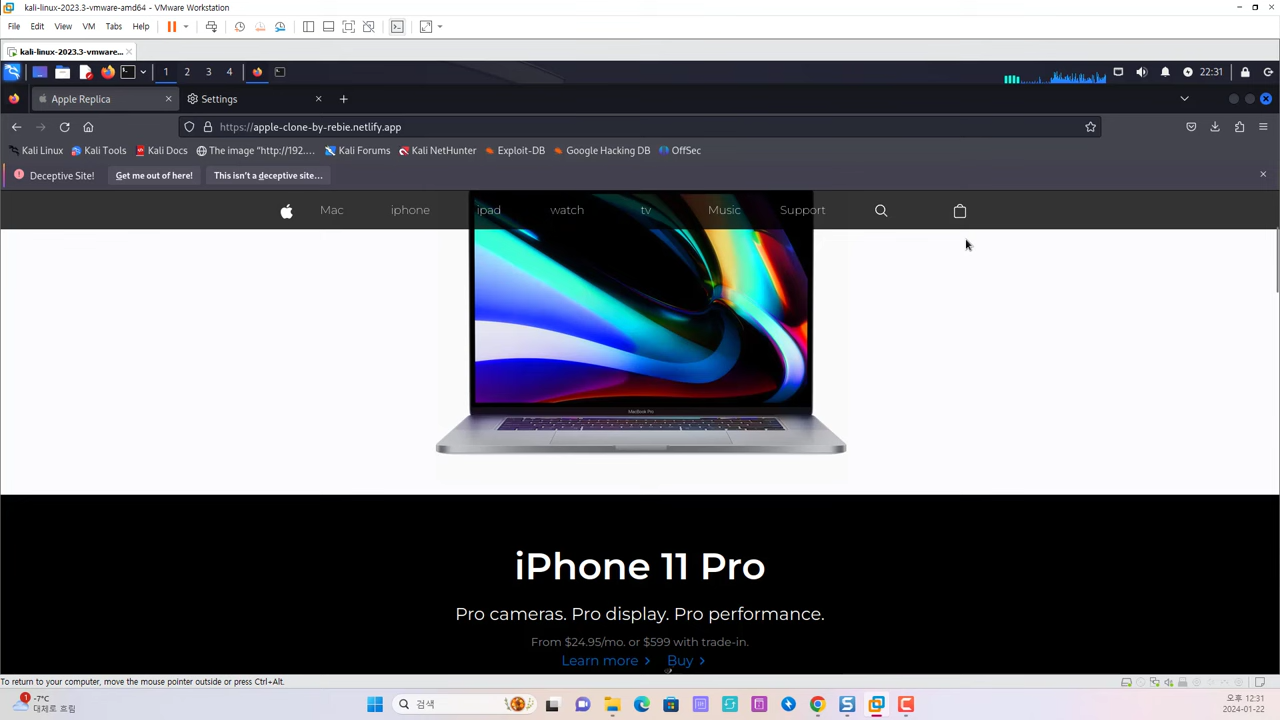 kali-linux-2023.3-vmware-amd64 - VMware Workstation
File Edit View VM Tabs Help
kali-linux-2023.3-vmware...
1 2 3 4
22:31
Apple Replica
Settings
https://apple-clone-by-rebie.netlify.app
Kali Linux Kali Tools Kali Docs The image "http://192.... Kali Forums Kali NetHunter Exploit-DB Google Hacking DB OffSec
Deceptive Site! Get me out of here! This isn't a deceptive site...
Mac iphone ipad watch tv Music Support
MacBook Pro
iPhone 11 Pro
Pro cameras. Pro display. Pro performance.
From $24.95/mo. or $599 with trade-in.
Learn more > Buy >
To return to your computer, move the mouse pointer outside or press Ctrl+Alt.
1 -7°C
대체로 흐림
검색
오후 12:31
2024-01-22